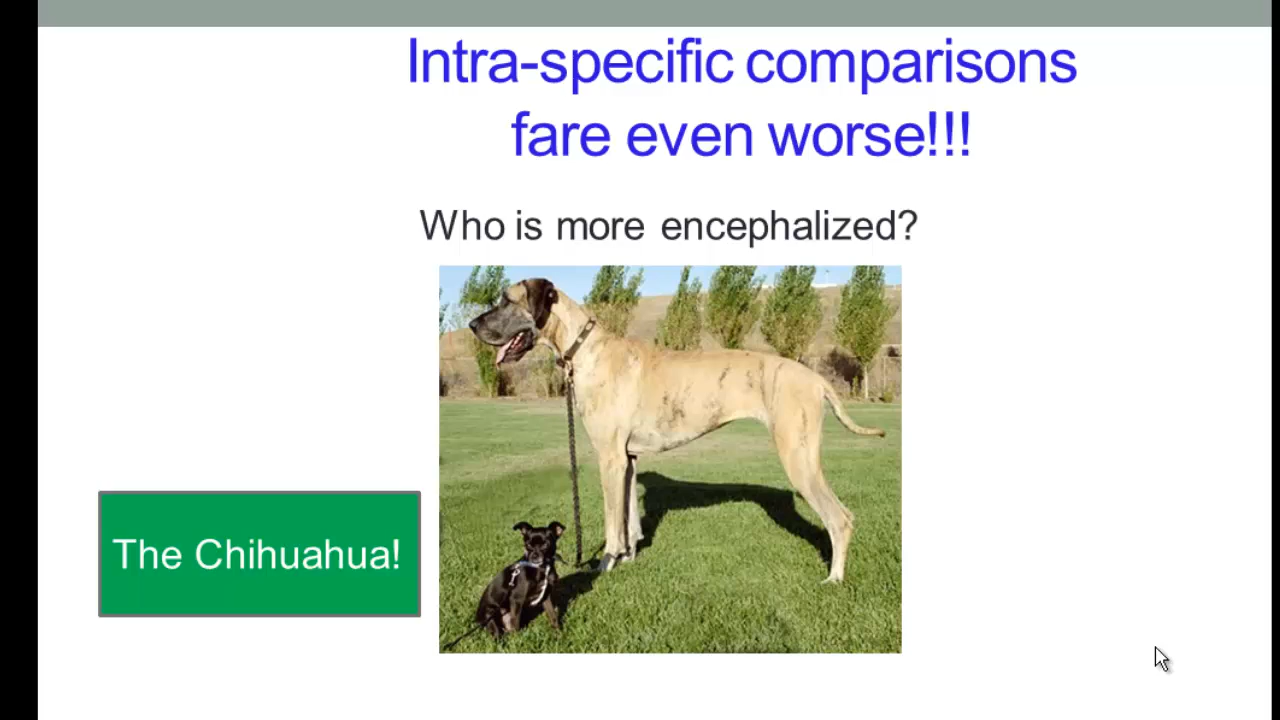 Intra-specific comparisons
fare even worse!!!
Who is more encephalized?
The Chihuahua!